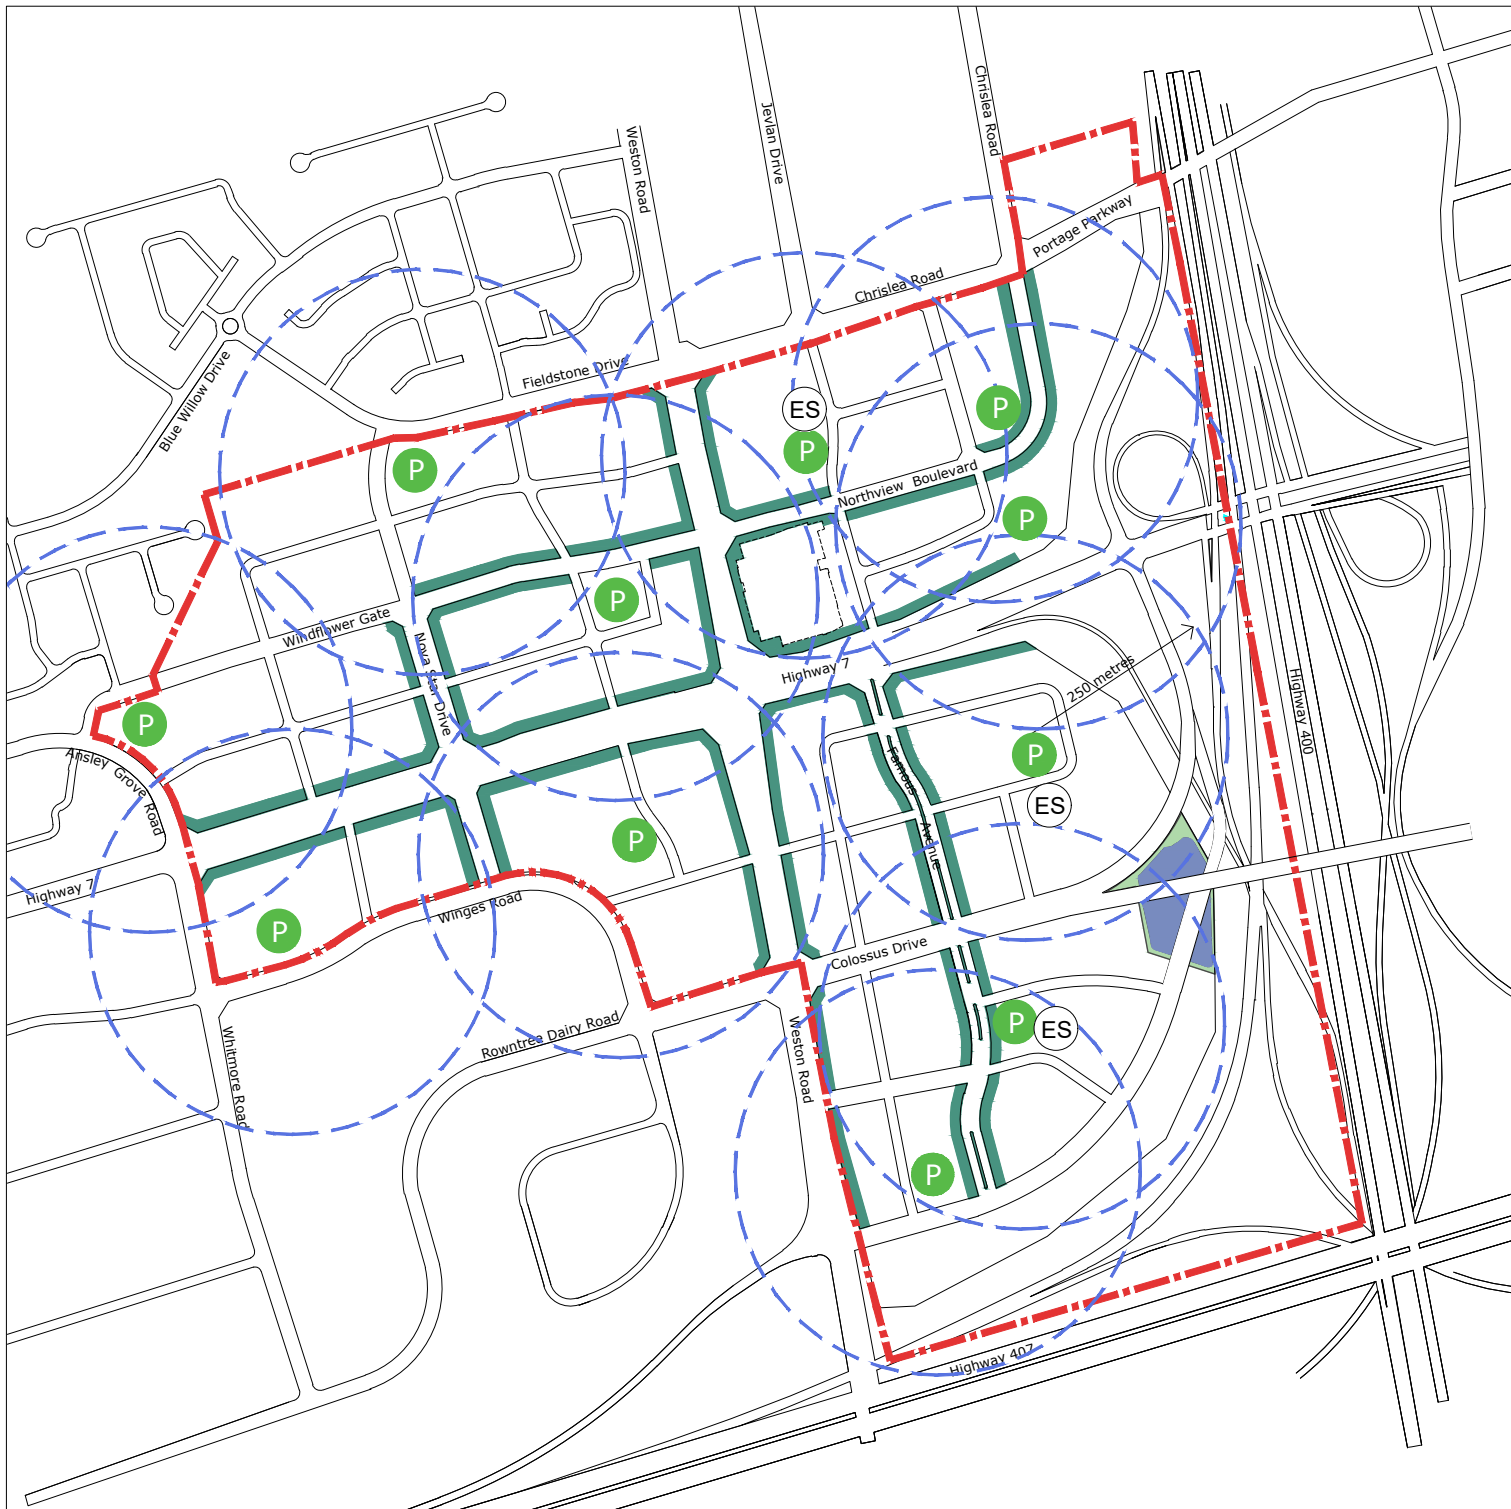 Chrislea Road
Jevlan Drive
Weston Road
Portage Parkway
Chrislea Road
Fieldstone Drive
Blue Willow Drive
ES
P
P
P
Northview Boulevard
P
P
Windflower Gate
Nova Star Drive
Highway 7
250 metres
Highway 400
P
P
Famous Avenue
Ansley Grove Road
ES
P
Highway 7
Winges Road
P
Colossus Drive
P
ES
Rowntree Dairy Road
Weston Road
Whitmore Road
P
Highway 407